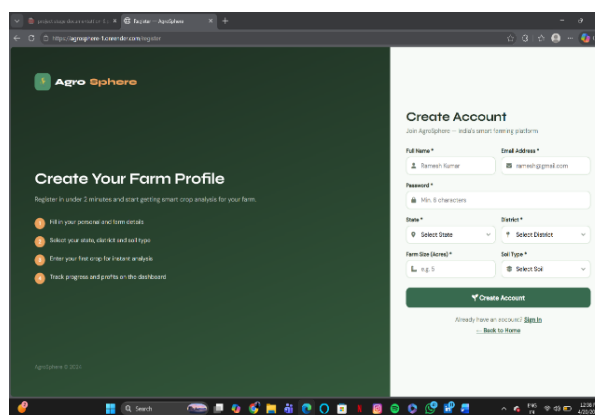 Register — AgroSphere
https://agrosphere-1.onrender.com/register
Agro Sphere
Create Your Farm Profile
Register in under 2 minutes and start getting smart crop analysis for your farm.
1 Fill in your personal and farm details
2 Select your state, district and soil type
3 Enter your first crop for instant analysis
4 Track progress and profits on the dashboard
AgroSphere © 2024
Create Account
Join AgroSphere — India's smart farming platform
Full Name * Email Address *
Ramesh Kumar ramesh@gmail.com
Password *
Min. 6 characters
State * District *
Select State Select District
Farm Size (Acres) * Soil Type *
e.g. 5 Select Soil
Create Account
Already have an account? Sign In
← Back to Home
Search
ENG